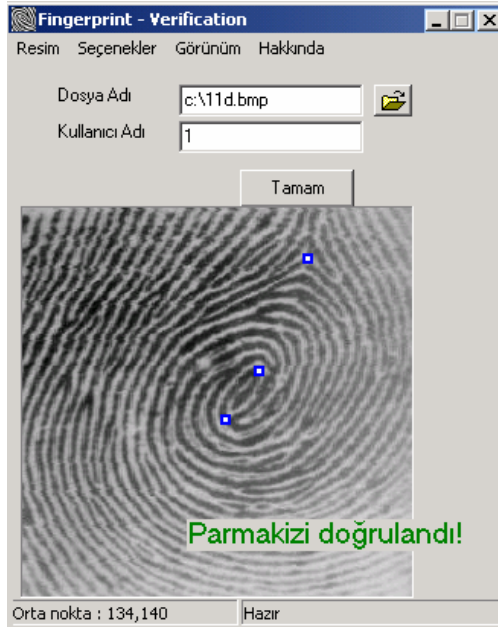 Fingerprint - Verification
Resim Seçenekler Görünüm Hakkında
Dosya Adı c:\11d.bmp
Kullanıcı Adı 1
Tamam
Parmakizi doğrulandı!
Orta nokta : 134,140 Hazır